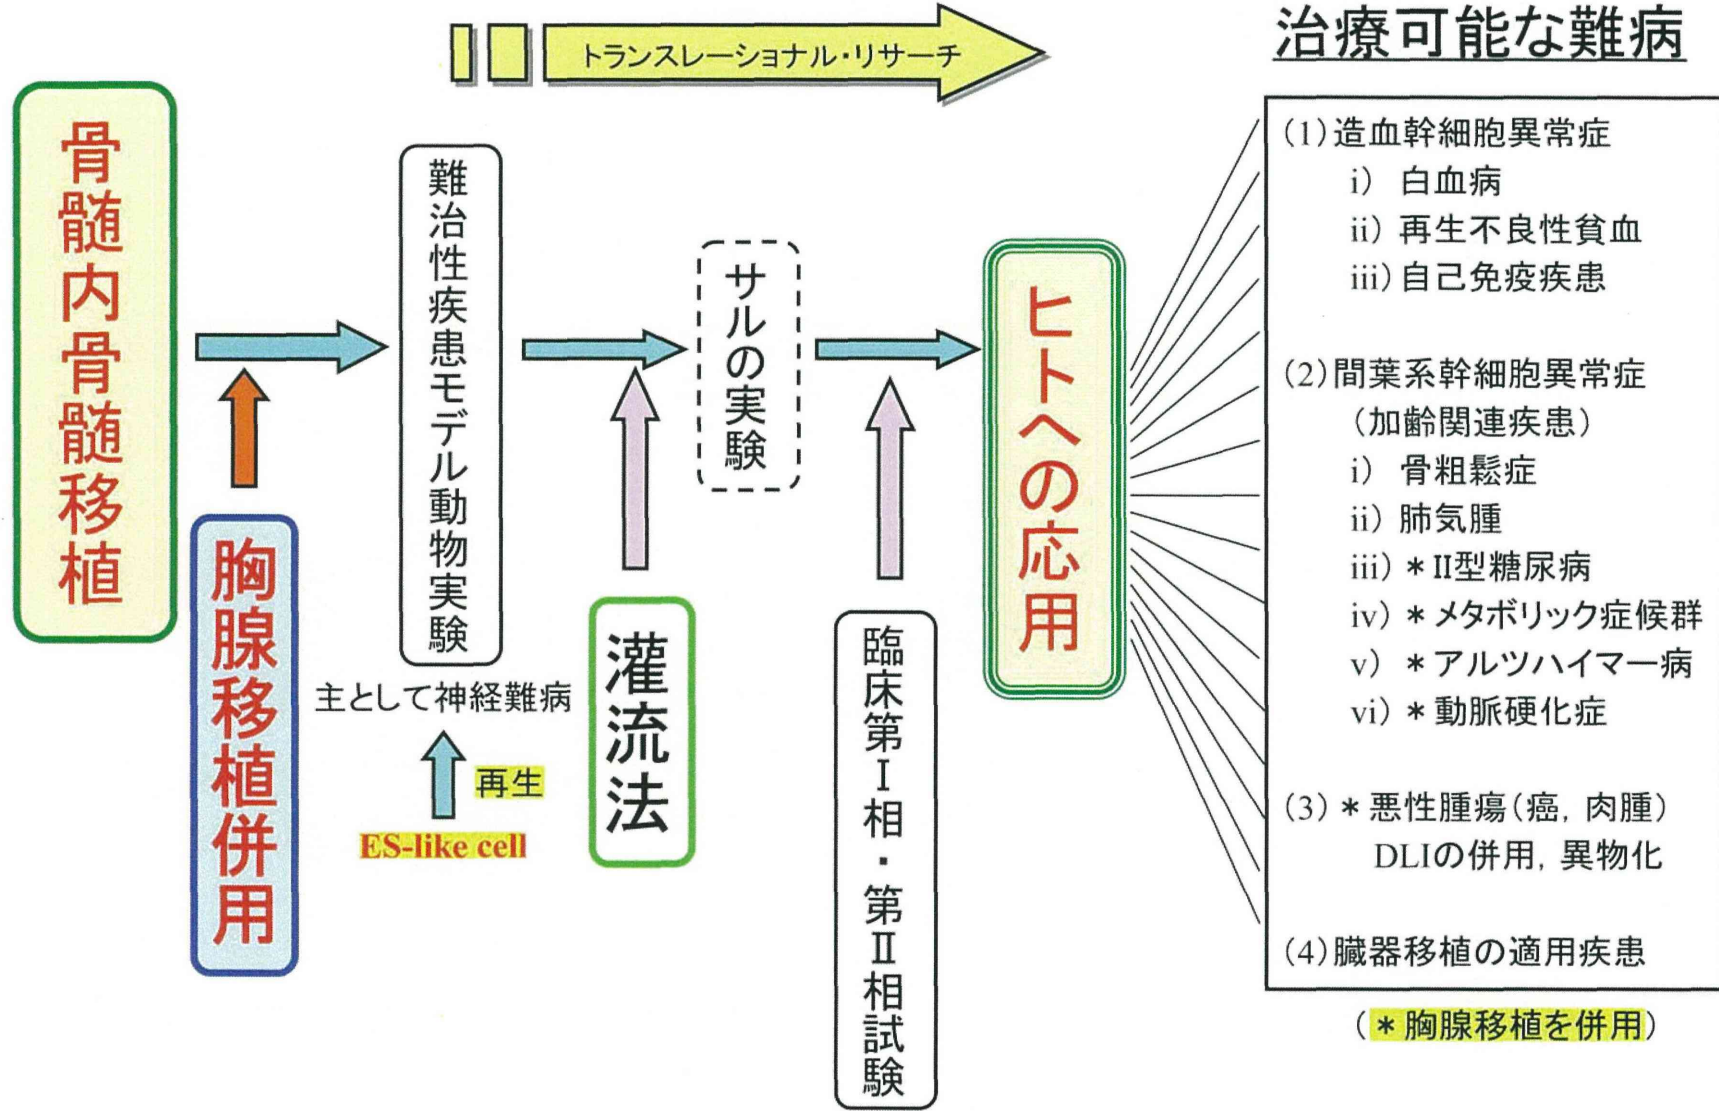 トランスレーショナル・リサーチ
治療可能な難病
骨髄内骨髄移植
胸腺移植併用
難治性疾患モデル動物実験
主として神経難病
再生
ES-like cell
灌流法
サルの実験
臨床第Ⅰ相・第Ⅱ相試験
ヒトへの応用
(1)造血幹細胞異常症
i) 白血病
ii) 再生不良性貧血
iii) 自己免疫疾患
(2)間葉系幹細胞異常症
(加齢関連疾患)
i) 骨粗鬆症
ii) 肺気腫
iii) *II型糖尿病
iv) *メタボリック症候群
v) *アルツハイマー病
vi) *動脈硬化症
(3)*悪性腫瘍(癌, 肉腫)
DLIの併用, 異物化
(4)臓器移植の適用疾患
(*胸腺移植を併用)